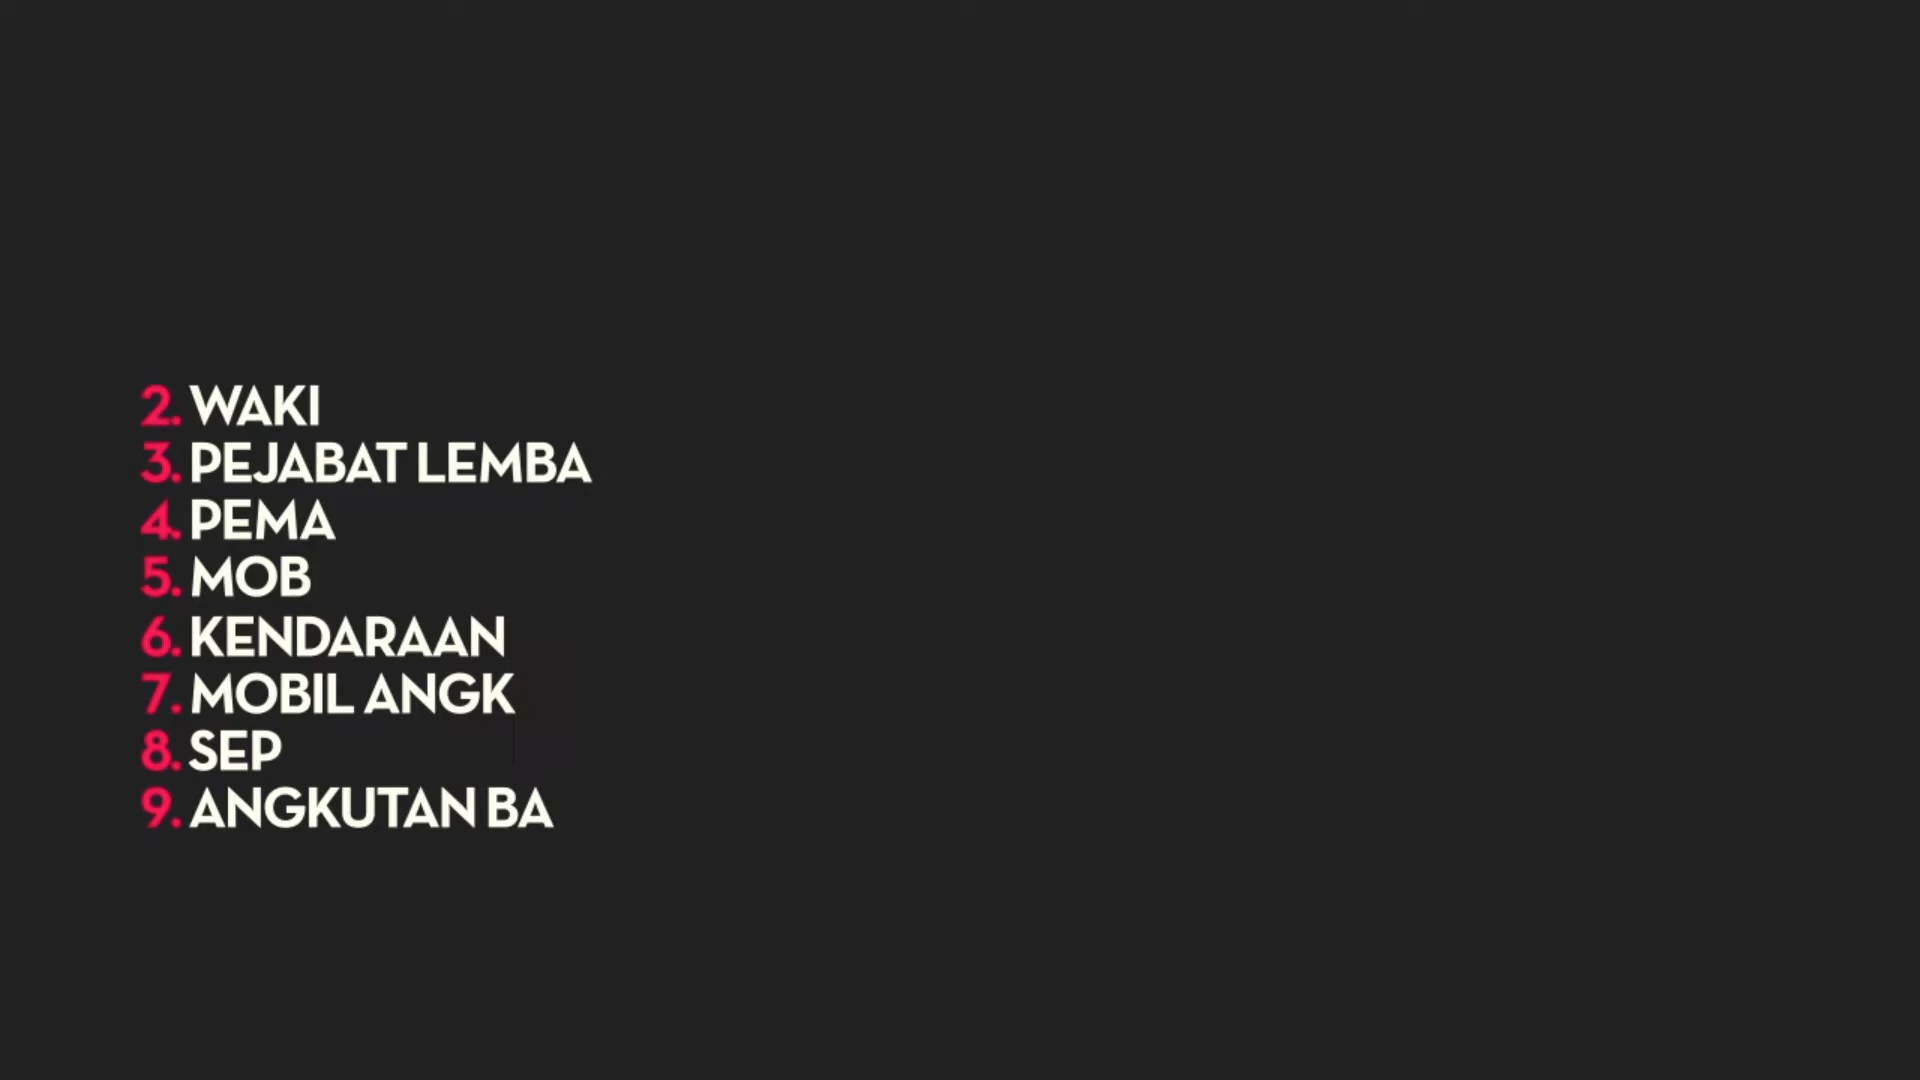 2. WAKI
3. PEJABAT LEMBA
4. PEMA
5. MOB
6. KENDARAAN
7. MOBIL ANGK
8. SEP
9. ANGKUTAN BA